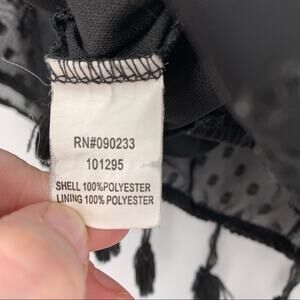 RN#090233
101295
SHELL 100%POLYESTER
LINING 100% POLYESTER